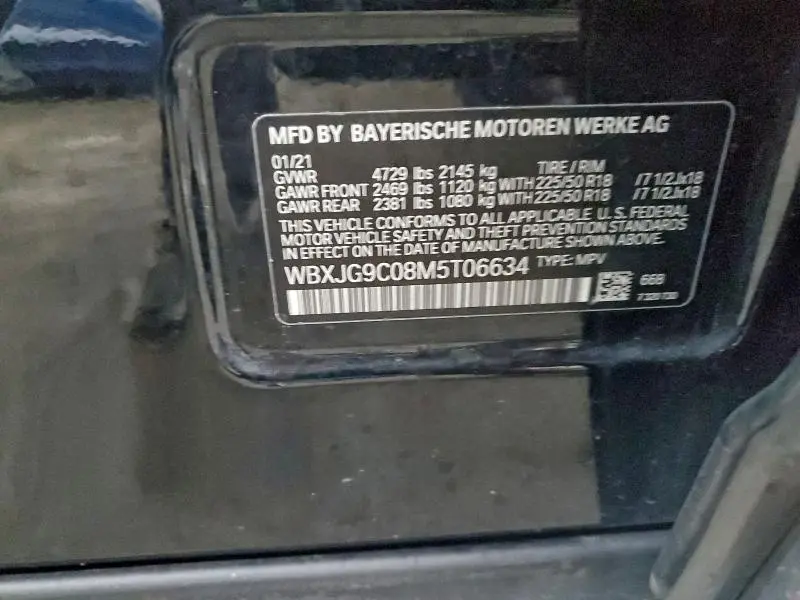 MFD BY BAYERISCHE MOTOREN WERKE AG
01/21 TIRE / RIM
GVWR 4729 lbs 2145 kg
GAWR FRONT 2469 lbs 1120 kg WITH 225/50 R18 /7 1/2Jx18
GAWR REAR 2381 lbs 1080 kg WITH 225/50 R18 /7 1/2Jx18
THIS VEHICLE CONFORMS TO ALL APPLICABLE U.S. FEDERAL
MOTOR VEHICLE SAFETY AND THEFT PREVENTION STANDARDS
IN EFFECT ON THE DATE OF MANUFACTURE SHOWN ABOVE.
WBXJG9C08M5T06634 TYPE: MPV
668